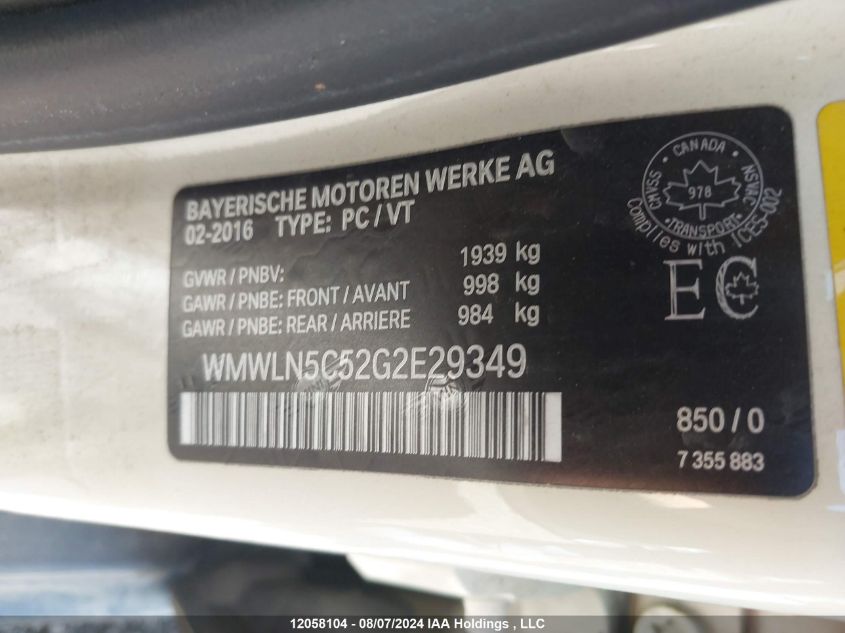 BAYERISCHE MOTOREN WERKE AG
02-2016 TYPE: PC / VT
GVWR / PNBV: 1939 kg
GAWR / PNBE: FRONT / AVANT 998 kg
GAWR / PNBE: REAR / ARRIERE 984 kg
WMWLN5C52G2E29349
CANADA
CMVSS
978
NSVAC
TRANSPORT
Complies with ICES-002
EC
850 / 0
7 355 883
12058104 - 08/07/2024 IAA Holdings , LLC